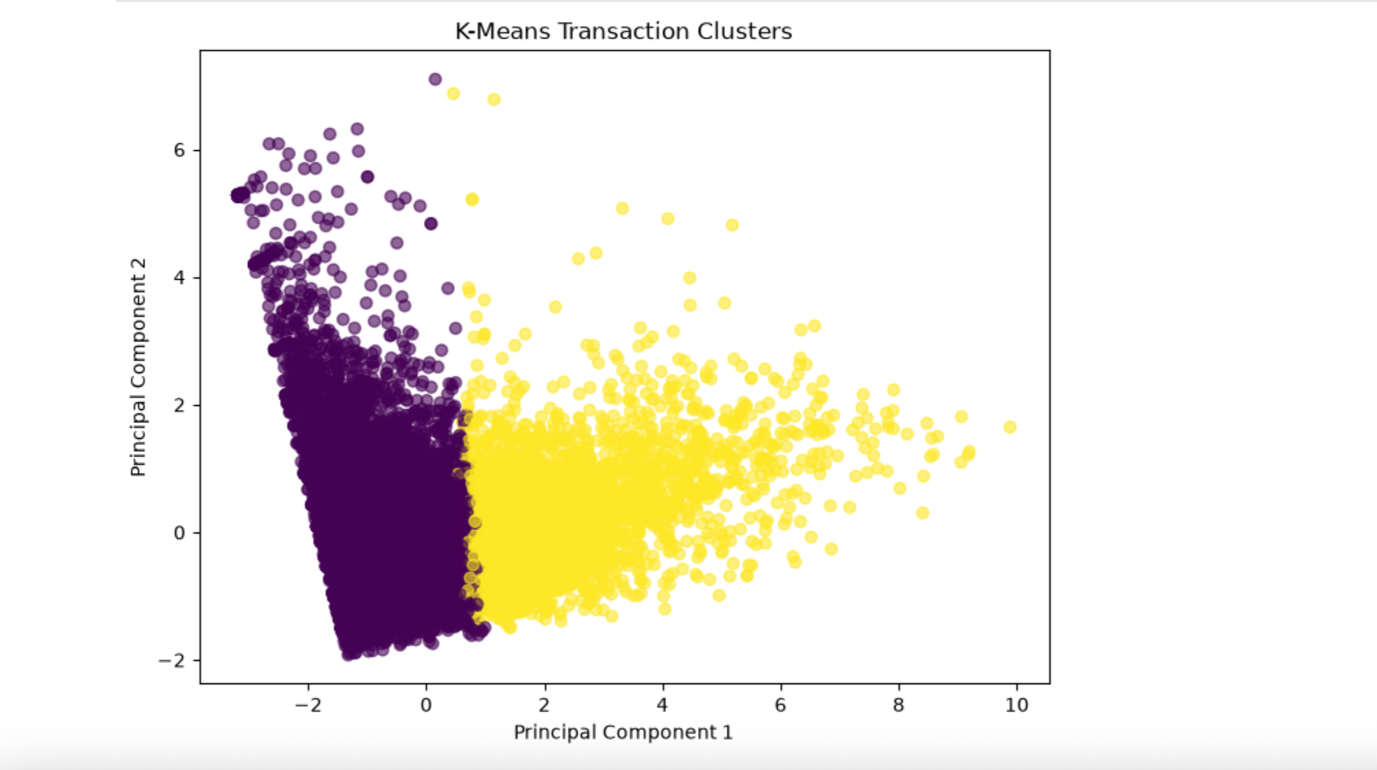 K-Means Transaction Clusters
Principal Component 2
6
4
2
0
−2
−2 0 2 4 6 8 10
Principal Component 1